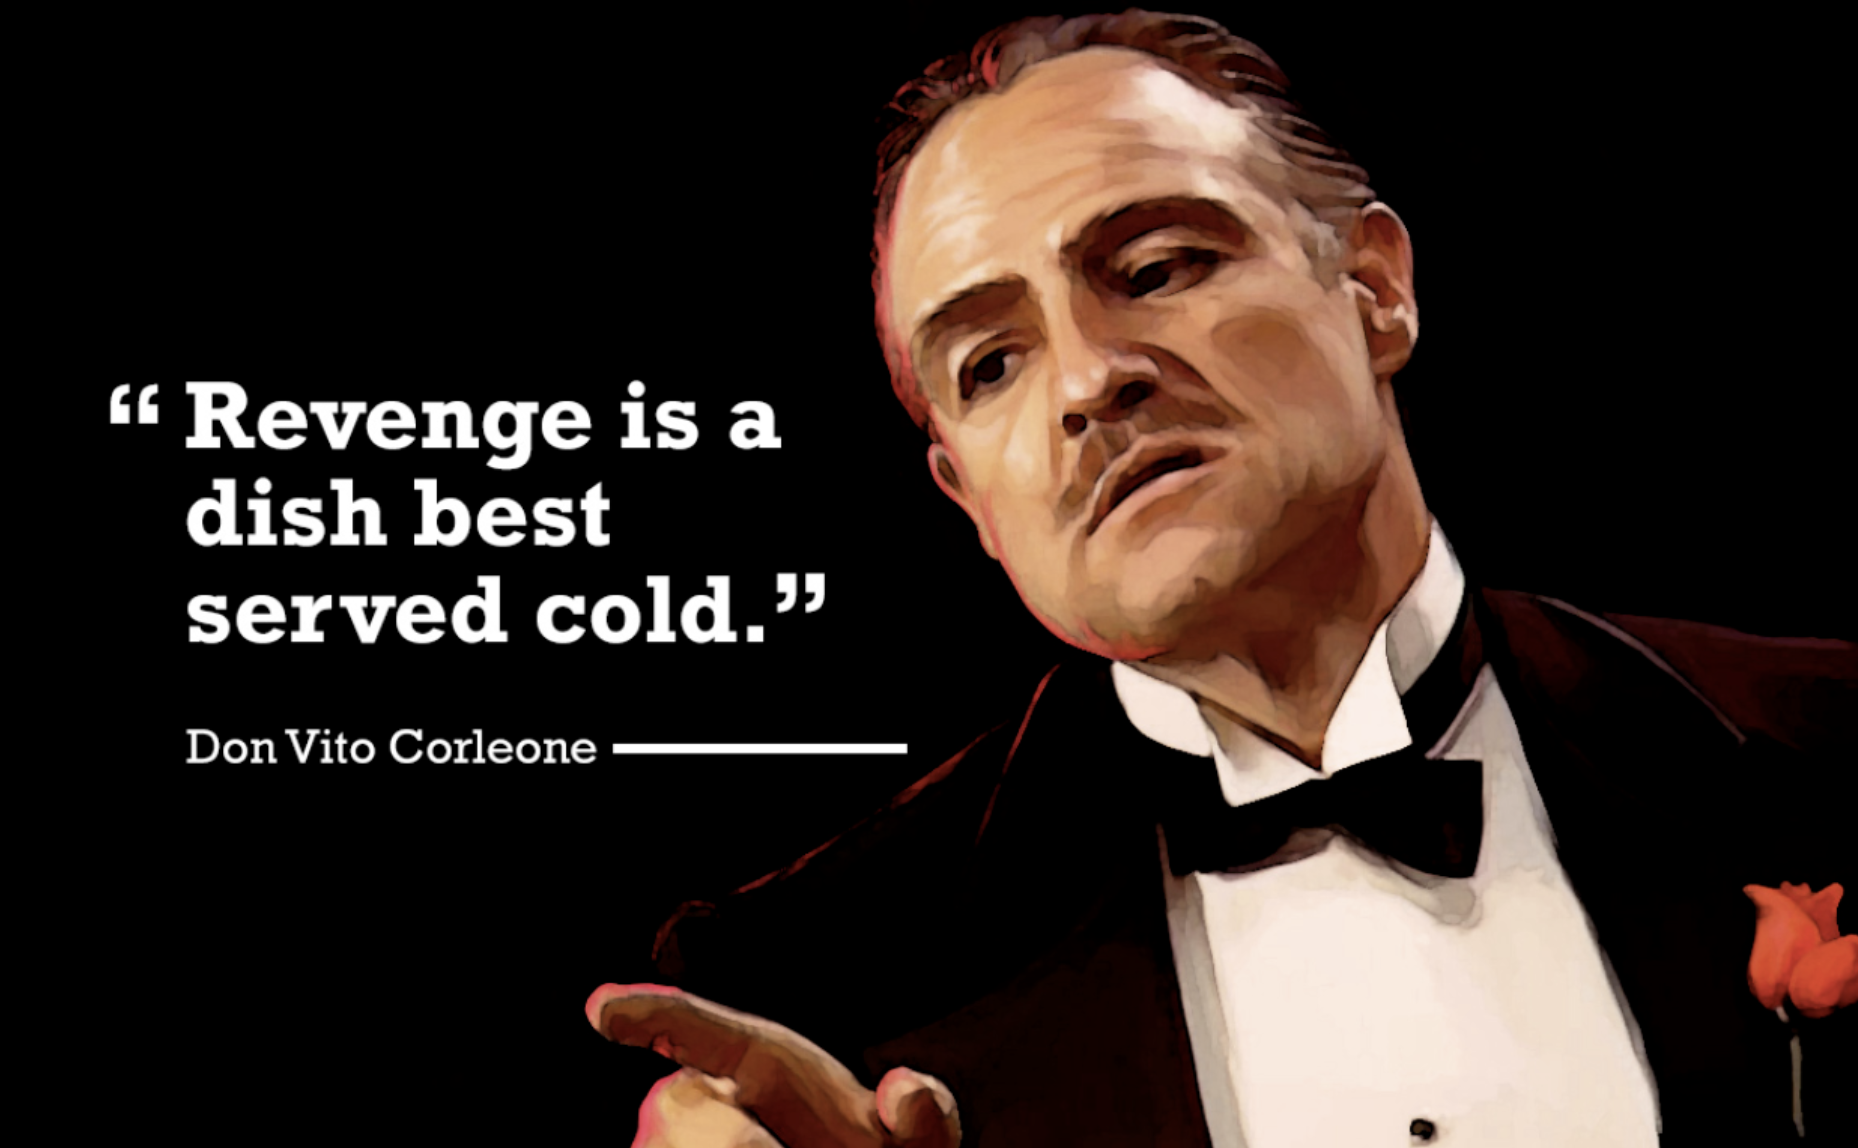 “ Revenge is a
dish best
served cold.”
Don Vito Corleone